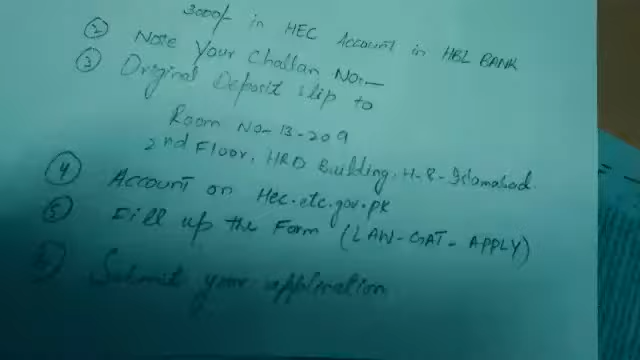 3000/- in HEC Account in HBL BANK
② Note Your Challan No:-
③ Original Deposit slip to
Room No-13-209
2nd Floor, HRD Building, H-8-Islamabad.
④ Account on Hec.etc.gov.pk
⑤ Fill up the Form (LAW-GAT-APPLY)
⑥ Submit your application